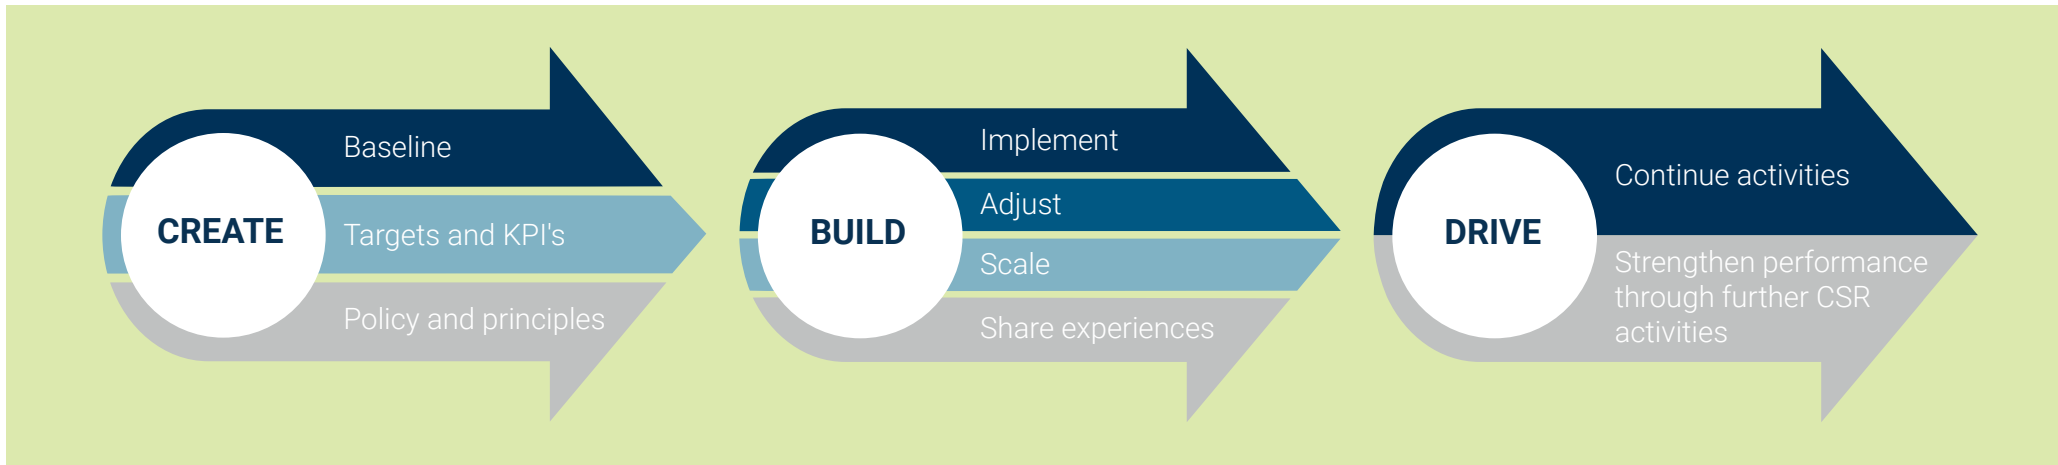 CREATE
Baseline
Targets and KPI's
Policy and principles
BUILD
Implement
Adjust
Scale
Share experiences
DRIVE
Continue activities
Strengthen performance
through further CSR
activities